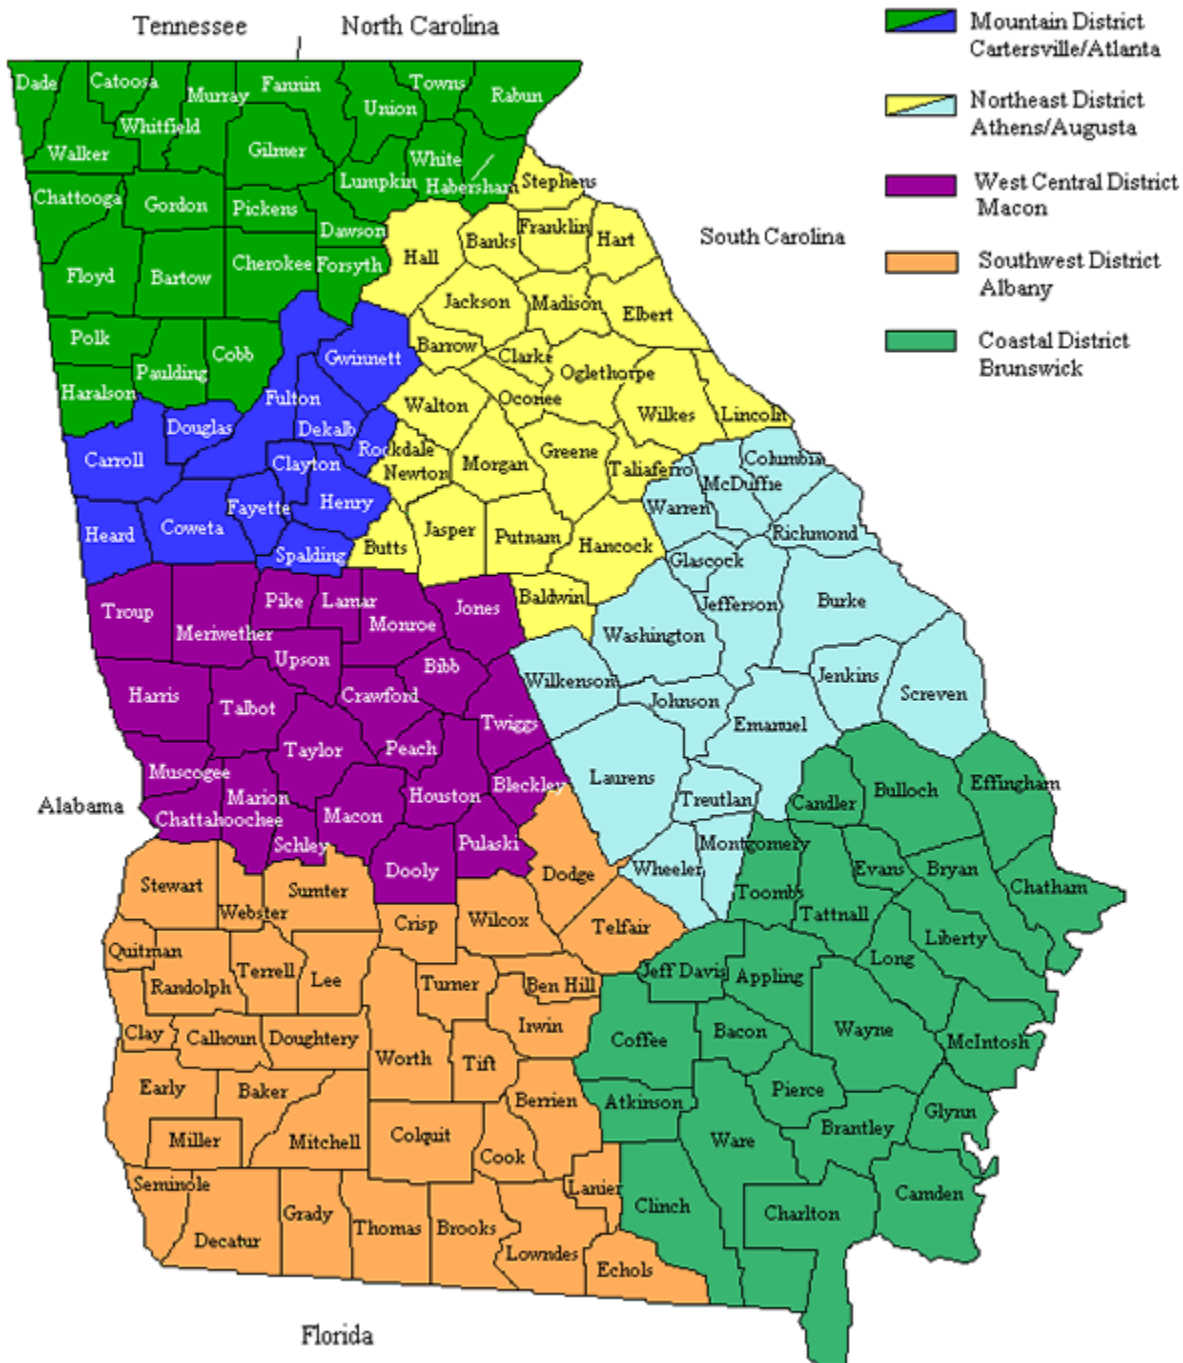 Tennessee
North Carolina
Mountain District
Cartersville/Atlanta
Northeast District
Athens/Augusta
West Central District
Macon
Southwest District
Albany
Coastal District
Brunswick
South Carolina
Alabama
Florida
Dade
Catoosa
Murray
Fannin
Union
Towns
Rabun
Whitfield
Walker
Gilmer
White
Lumpkin
Habersham
Stephens
Chattooga
Gordon
Pickens
Dawson
Floyd
Bartow
Cherokee
Forsyth
Hall
Banks
Franklin
Hart
Jackson
Madison
Elbert
Polk
Cobb
Paulding
Haralson
Gwinnett
Barrow
Clarke
Oglethorpe
Fulton
Oconee
Walton
Wilkes
Lincoln
Douglas
Dekalb
Carroll
Rockdale
Clayton
Newton
Morgan
Greene
Taliaferro
Columbia
McDuffie
Fayette
Henry
Warren
Heard
Coweta
Jasper
Putnam
Richmond
Spalding
Butts
Hancock
Glascock
Troup
Pike
Lamar
Jones
Baldwin
Jefferson
Burke
Meriwether
Monroe
Washington
Upson
Bibb
Wilkenson
Jenkins
Screven
Harris
Talbot
Crawford
Twiggs
Johnson
Emanuel
Taylor
Peach
Muscogee
Bleckley
Laurens
Marion
Houston
Treutlan
Candler
Bulloch
Effingham
Chattahoochee
Macon
Schley
Pulaski
Montgomery
Dooly
Dodge
Wheeler
Evans
Bryan
Chatham
Stewart
Sumter
Toombs
Webster
Crisp
Wilcox
Telfair
Tattnall
Liberty
Quitman
Terrell
Lee
Long
Randolph
Turner
Ben Hill
Jeff Davis
Appling
Clay
Calhoun
Doughtery
Irwin
Coffee
Bacon
Wayne
McIntosh
Worth
Tift
Early
Baker
Berrien
Atkinson
Pierce
Glynn
Miller
Mitchell
Colquit
Cook
Ware
Brantley
Seminole
Lanier
Clinch
Charlton
Camden
Decatur
Grady
Thomas
Brooks
Lowndes
Echols